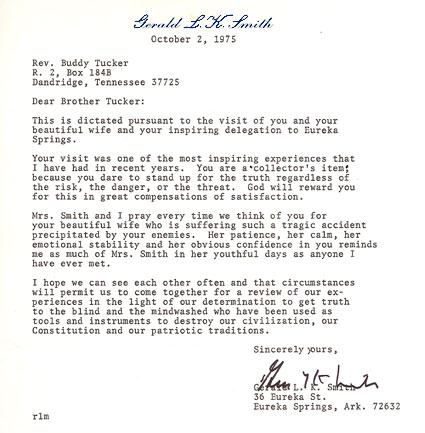 Gerald L. K. Smith
October 2, 1975
Rev. Buddy Tucker
R. 2, Box 184B
Dandridge, Tennessee 37725
Dear Brother Tucker:
This is dictated pursuant to the visit of you and your
beautiful wife and your inspiring delegation to Eureka
Springs.
Your visit was one of the most inspiring experiences that
I have had in recent years. You are a "collector's item"
because you dare to stand up for the truth regardless of
the risk, the danger, or the threat. God will reward you
for this in great compensations of satisfaction.
Mrs. Smith and I pray every time we think of you for
your beautiful wife who is suffering such a tragic accident
precipitated by your enemies. Her patience, her calm, her
emotional stability and her obvious confidence in you reminds
me as much of Mrs. Smith in her youthful days as anyone I
have ever met.
I hope we can see each other often and that circumstances
will permit us to come together for a review of our ex-
periences in the light of our determination to get truth
to the blind and the mindwashed who have been used as
tools and instruments to destroy our civilization, our
Constitution and our patriotic traditions.
Sincerely yours,
Gerald L. K. Smith
36 Eureka St.
Eureka Springs, Ark. 72632
rlm